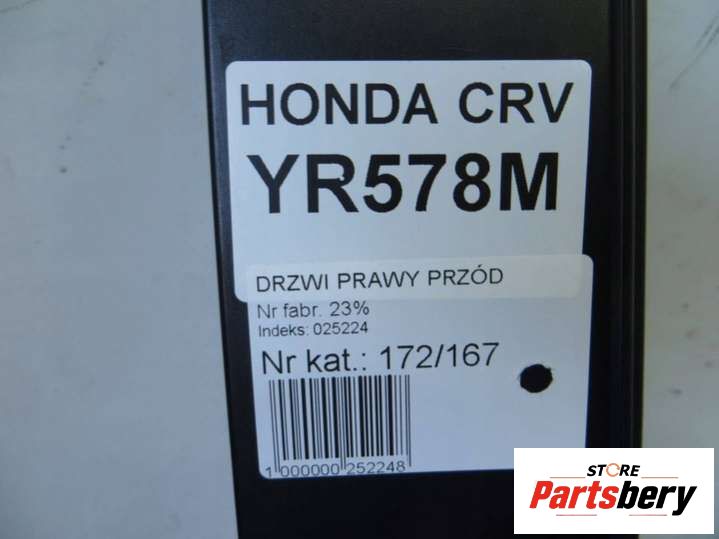 HONDA CRV
YR578M
DRZWI PRAWY PRZÓD
Nr fabr. 23%
Indeks: 025224
Nr kat.: 172/167
1 000000 252248
STORE
Partsbery